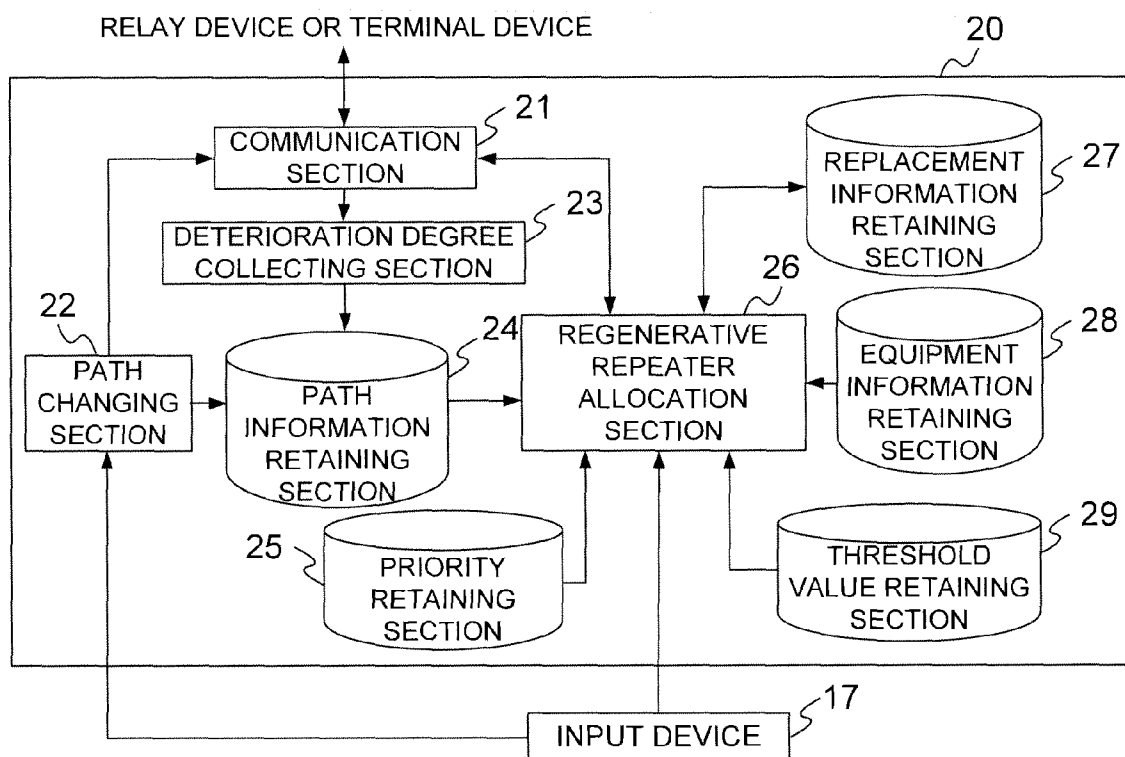 RELAY DEVICE OR TERMINAL DEVICE
20
21
COMMUNICATION
SECTION
23
DETERIORATION DEGREE
COLLECTING SECTION
22
PATH
CHANGING
SECTION
24
PATH
INFORMATION
RETAINING
SECTION
25
PRIORITY
RETAINING
SECTION
26
REGENERATIVE
REPEATER
ALLOCATION
SECTION
27
REPLACEMENT
INFORMATION
RETAINING
SECTION
28
EQUIPMENT
INFORMATION
RETAINING
SECTION
29
THRESHOLD
VALUE RETAINING
SECTION
17
INPUT DEVICE